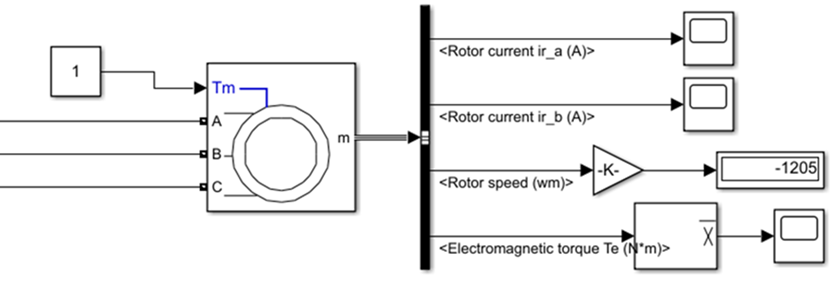 1
Tm
A
B
C
m
<Rotor current ir_a (A)>
<Rotor current ir_b (A)>
-K-
-1205
<Rotor speed (wm)>
X
<Electromagnetic torque Te (N*m)>